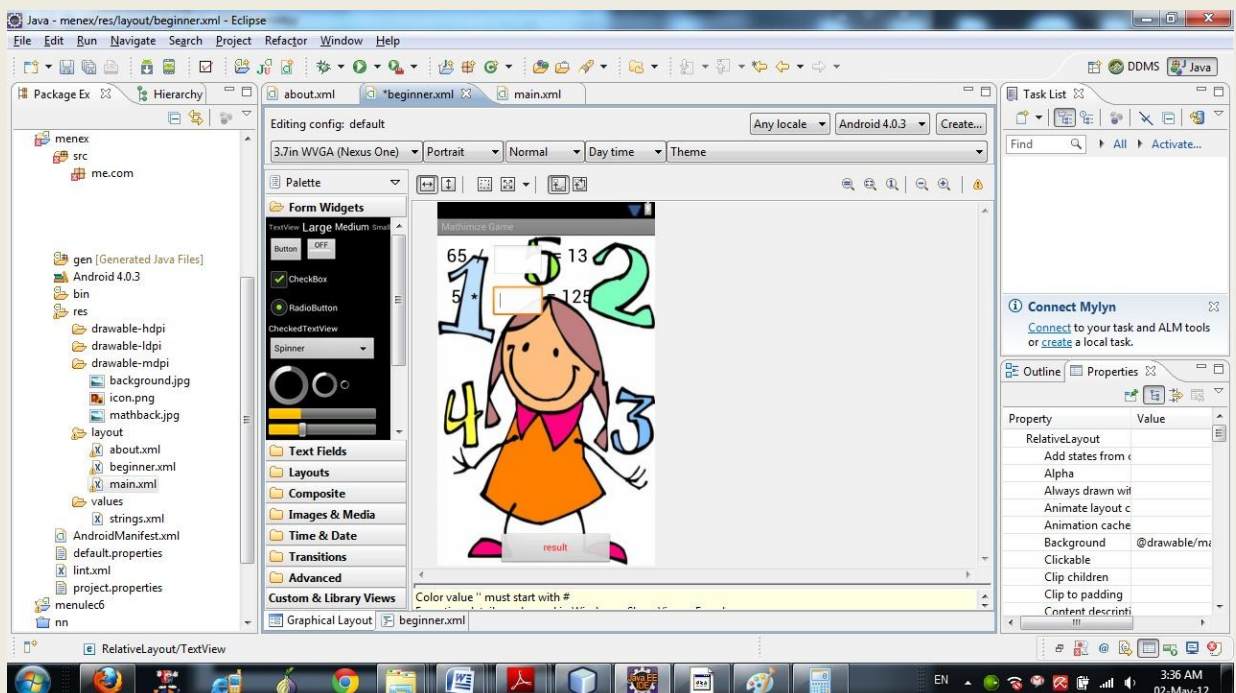 Java - menex/res/layout/beginner.xml - Eclipse
File Edit Run Navigate Search Project Refactor Window Help
DDMS Java
Package Ex Hierarchy
about.xml *beginner.xml main.xml
Task List
Editing config: default
Any locale Android 4.0.3 Create...
3.7in WVGA (Nexus One) Portrait Normal Day time Theme
Find All Activate...
menex
src
me.com
gen [Generated Java Files]
Android 4.0.3
bin
res
drawable-hdpi
drawable-ldpi
drawable-mdpi
background.jpg
icon.png
mathback.jpg
layout
about.xml
beginner.xml
main.xml
values
strings.xml
AndroidManifest.xml
default.properties
lint.xml
project.properties
menulec6
nn
Palette
Form Widgets
TextView Large Medium Small
Button OFF
CheckBox
RadioButton
CheckedTextView
Spinner
Text Fields
Layouts
Composite
Images & Media
Time & Date
Transitions
Advanced
Custom & Library Views
Mathimize Game
65 / = 13
5 * = 125
1 5 2
4 3
result
Color value '' must start with #
Graphical Layout beginner.xml
Connect Mylyn
Connect to your task and ALM tools
or create a local task.
Outline Properties
Property Value
RelativeLayout
Add states from c
Alpha
Always drawn wit
Animate layout c
Animation cache
Background @drawable/ma
Clickable
Clip children
Clip to padding
Content descripti
RelativeLayout/TextView
Java EE
IDE
EN
3:36 AM
02-May-12